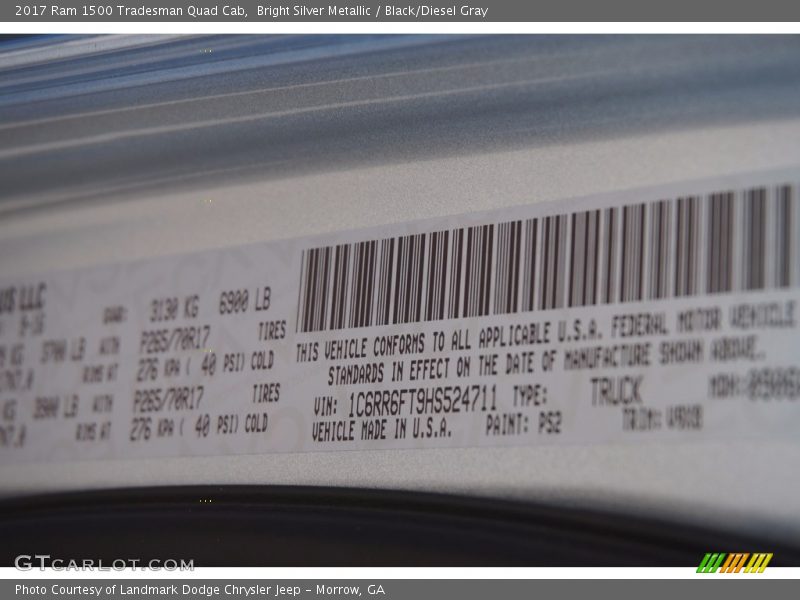 2017 Ram 1500 Tradesman Quad Cab,  Bright Silver Metallic / Black/Diesel Gray
LLC
3130 KG 6900 LB
P265/70R17 TIRES
276 KPA ( 40 PSI) COLD
P265/70R17 TIRES
276 KPA ( 40 PSI) COLD
THIS VEHICLE CONFORMS TO ALL APPLICABLE U.S.A. FEDERAL MOTOR VEHICLE
STANDARDS IN EFFECT ON THE DATE OF MANUFACTURE SHOWN ABOVE.
VIN: 1C6RR6FT9HS524711 TYPE: TRUCK MDH:
VEHICLE MADE IN U.S.A. PAINT: PS2 TRIM:
GTCARLOT.COM
Photo Courtesy of Landmark Dodge Chrysler Jeep – Morrow, GA